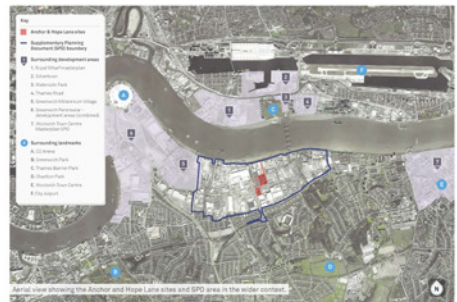 Key
Anchor & Hope Lane sites
Supplementary Planning
Document (SPD) boundary
Surrounding development areas
1. Royal Wharf masterplan
2. Silvertown
3. Waterside Park
4. Thames Road
5. Greenwich Millennium Village
6. Greenwich Peninsula -
development areas (combined)
7. Woolwich Town Centre
Masterplan SPD
Surrounding landmarks
A. O2 Arena
B. Greenwich Park
C. Thames Barrier Park
D. Charlton Park
E. Woolwich Town Centre
F. City Airport
A
B
C
D
E
F
N
Aerial view showing the Anchor and Hope Lane sites and SPD area in the wider context.